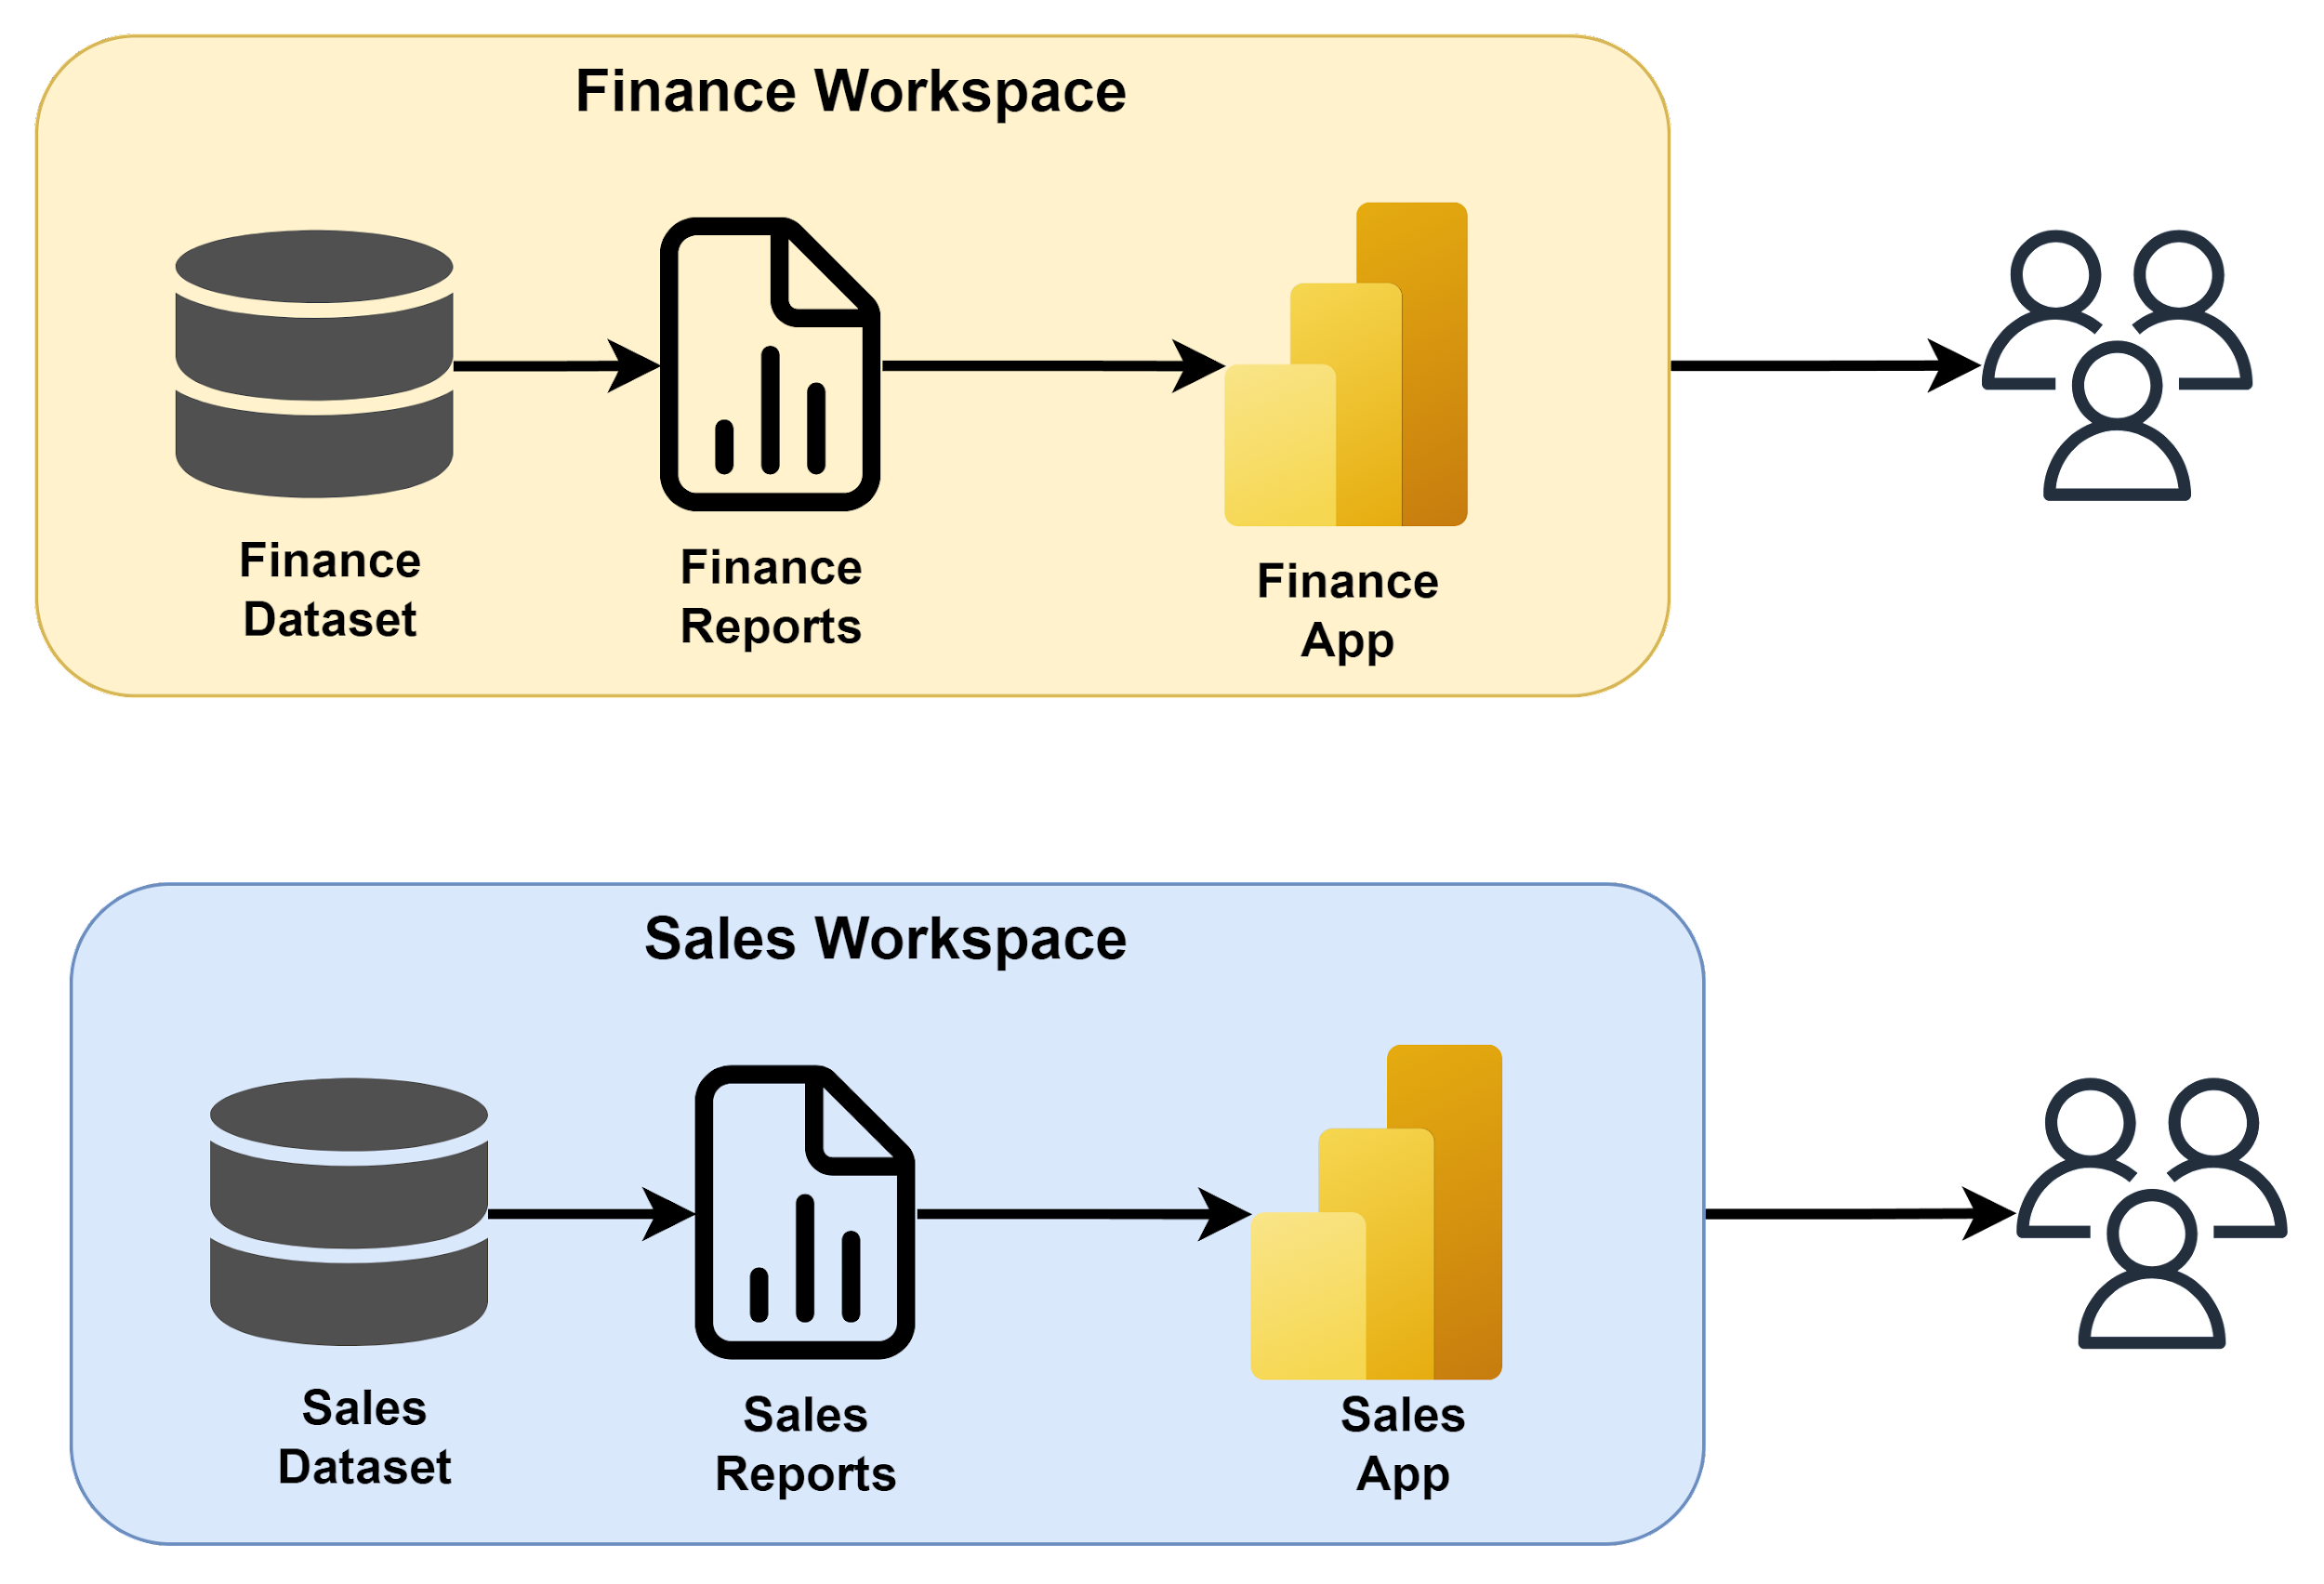 Finance Workspace
Finance
Dataset
Finance
Reports
Finance
App
Sales Workspace
Sales
Dataset
Sales
Reports
Sales
App